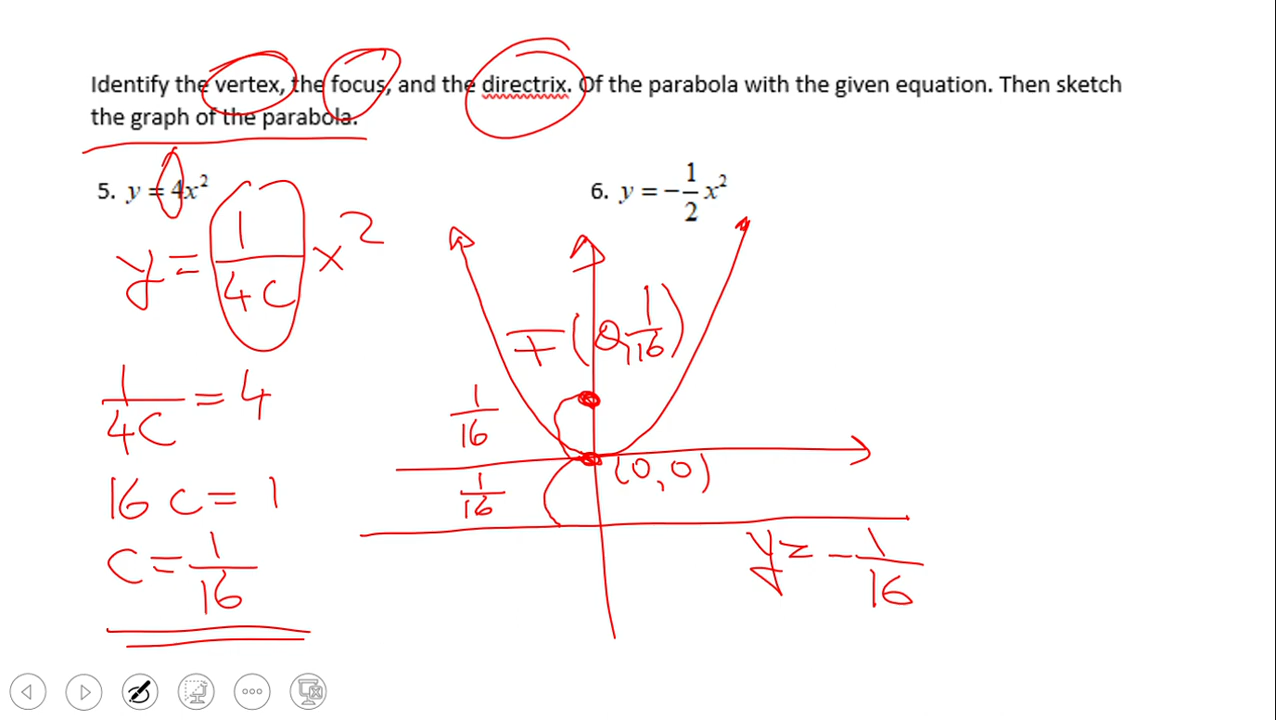 Identify the vertex, the focus, and the directrix. Of the parabola with the given equation. Then sketch
the graph of the parabola.
5. y = 4x²
6. y = -1/2 x²
y = 1/4C x²
1/4C = 4
16 C = 1
C = 1/16
F (0, 1/16)
1/16
(0, 0)
1/16
y = - 1/16